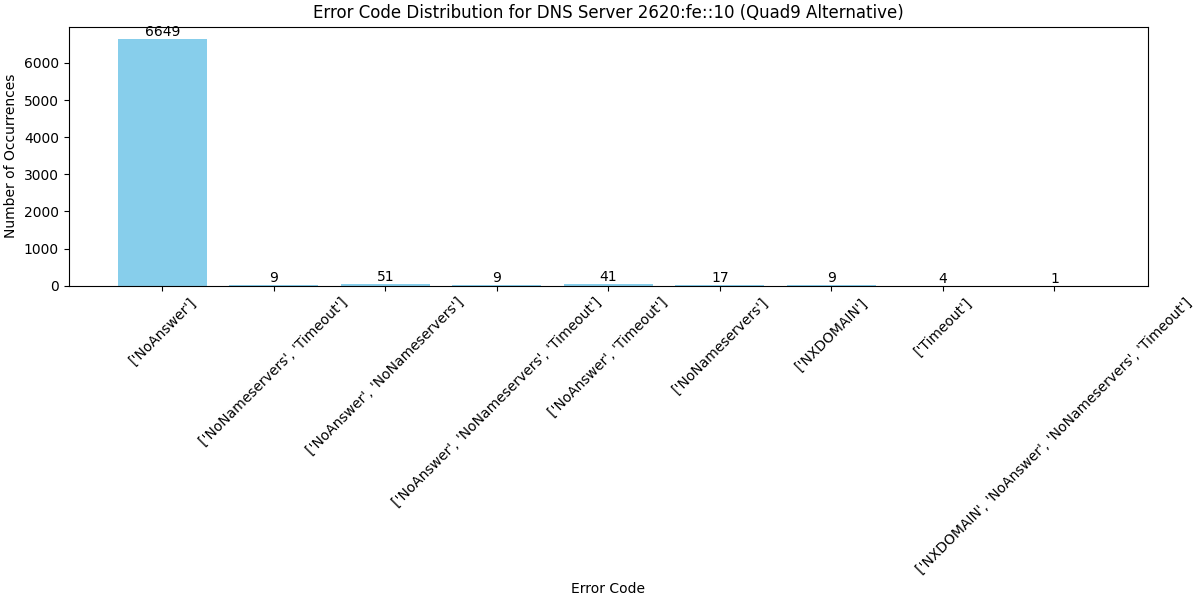 Error Code Distribution for DNS Server 2620:fe::10 (Quad9 Alternative)
Number of Occurrences
6000
5000
4000
3000
2000
1000
0
6649
9
51
9
41
17
9
4
1
['NoAnswer']
['NoNameservers', 'Timeout']
['NoAnswer', 'NoNameservers']
['NoAnswer', 'NoNameservers', 'Timeout']
['NoAnswer', 'Timeout']
['NoNameservers']
['NXDOMAIN']
['Timeout']
['NXDOMAIN', 'NoAnswer', 'NoNameservers', 'Timeout']
Error Code